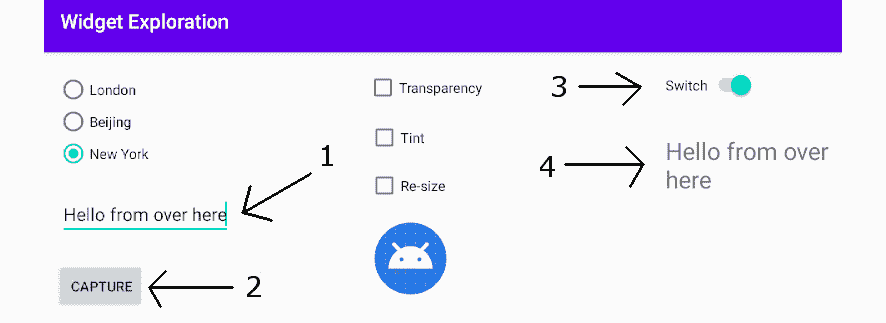 Widget Exploration
London
Beijing
New York
1
Hello from over here
CAPTURE
2
Transparency
Tint
Re-size
3
Switch
4
Hello from over
here